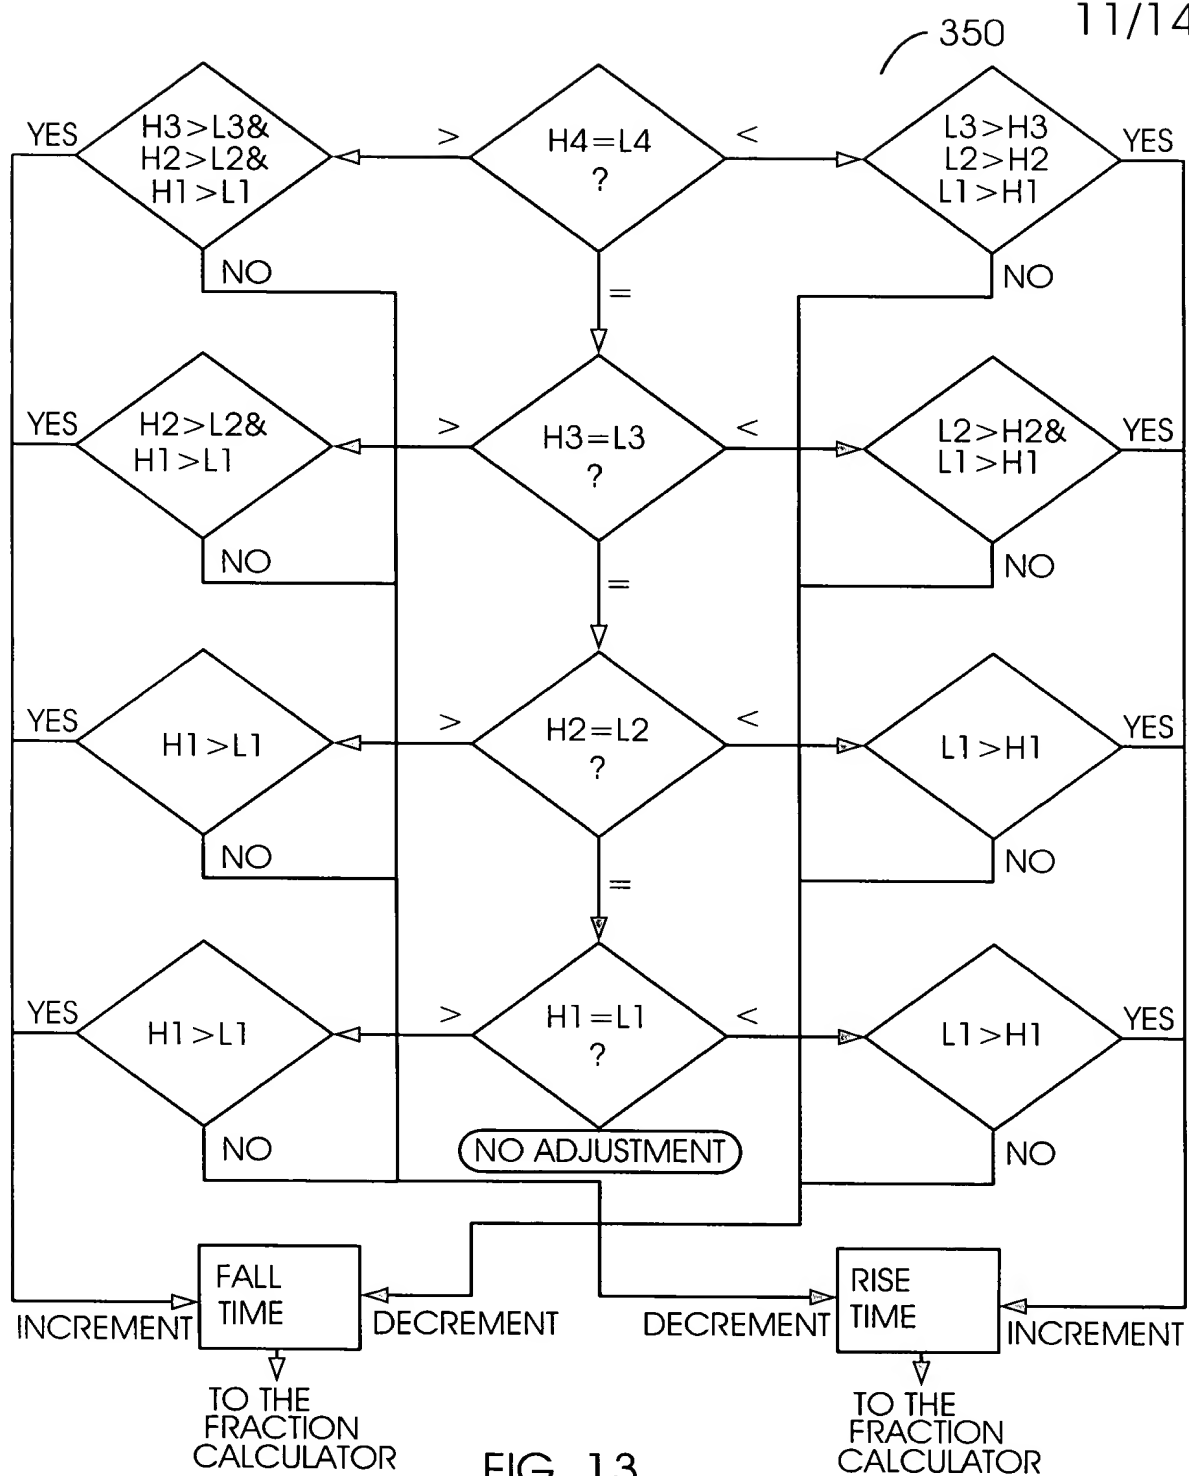 11/14
350
YES
H3>L3&
H2>L2&
H1>L1
NO
>
H4=L4
?
<
=
L3>H3
L2>H2
L1>H1
YES
NO
YES
H2>L2&
H1>L1
NO
>
H3=L3
?
<
=
L2>H2&
L1>H1
YES
NO
YES
H1>L1
NO
>
H2=L2
?
<
=
L1>H1
YES
NO
YES
H1>L1
NO
>
H1=L1
?
<
NO ADJUSTMENT
L1>H1
YES
NO
INCREMENT
FALL
TIME
DECREMENT
DECREMENT
RISE
TIME
INCREMENT
TO THE
FRACTION
CALCULATOR
TO THE
FRACTION
CALCULATOR
FIG. 13